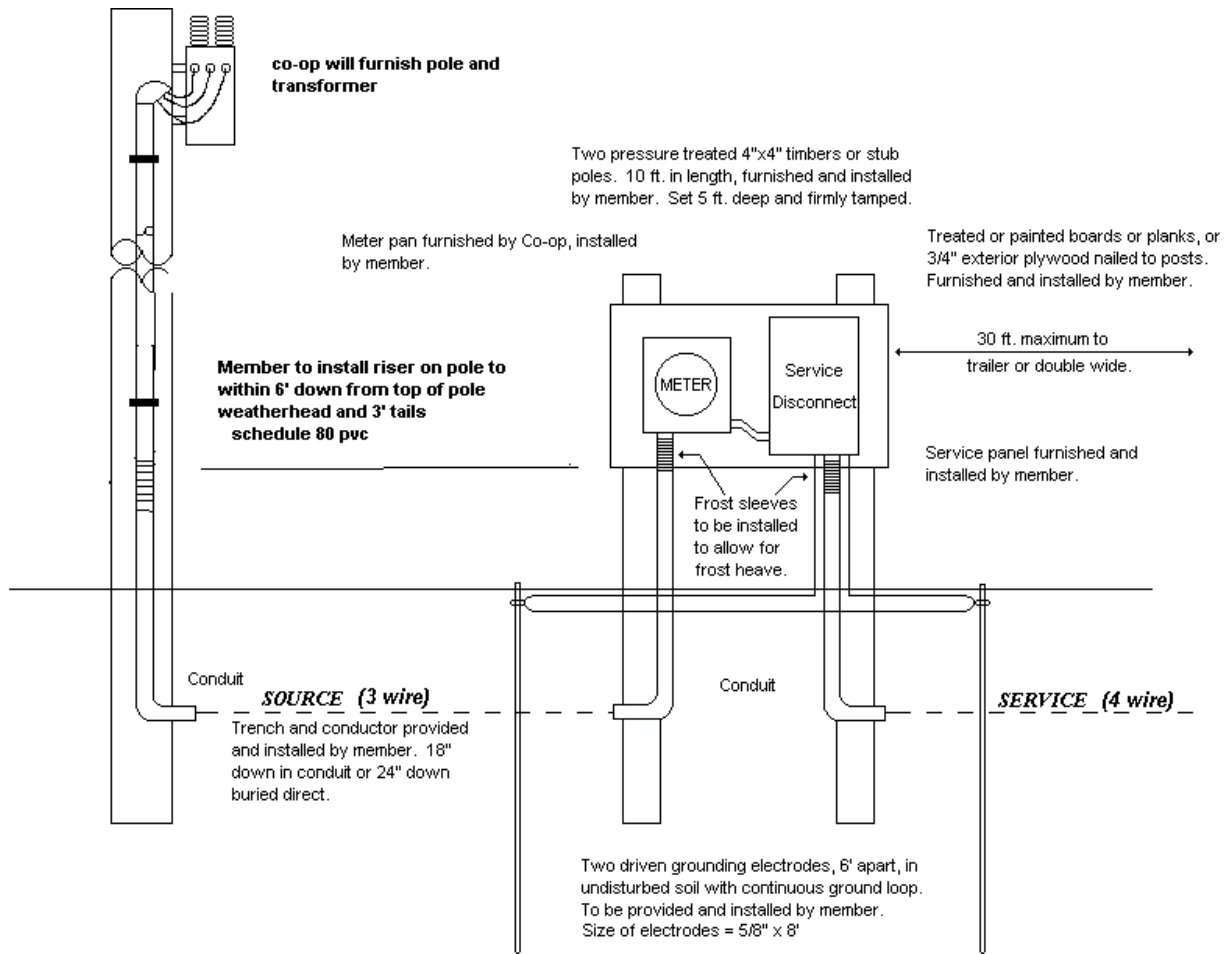 co-op will furnish pole and
transformer
Two pressure treated 4"x4" timbers or stub
poles. 10 ft. in length, furnished and installed
by member. Set 5 ft. deep and firmly tamped.
Meter pan furnished by Co-op, installed
by member.
Treated or painted boards or planks, or
3/4" exterior plywood nailed to posts.
Furnished and installed by member.
30 ft. maximum to
trailer or double wide.
Member to install riser on pole to
within 6' down from top of pole
weatherhead and 3' tails
schedule 80 pvc
METER
Service
Disconnect
Service panel furnished and
installed by member.
Frost sleeves
to be installed
to allow for
frost heave.
Conduit
SOURCE (3 wire)
Trench and conductor provided
and installed by member. 18"
down in conduit or 24" down
buried direct.
Conduit
SERVICE (4 wire)
Two driven grounding electrodes, 6' apart, in
undisturbed soil with continuous ground loop.
To be provided and installed by member.
Size of electrodes = 5/8" x 8'